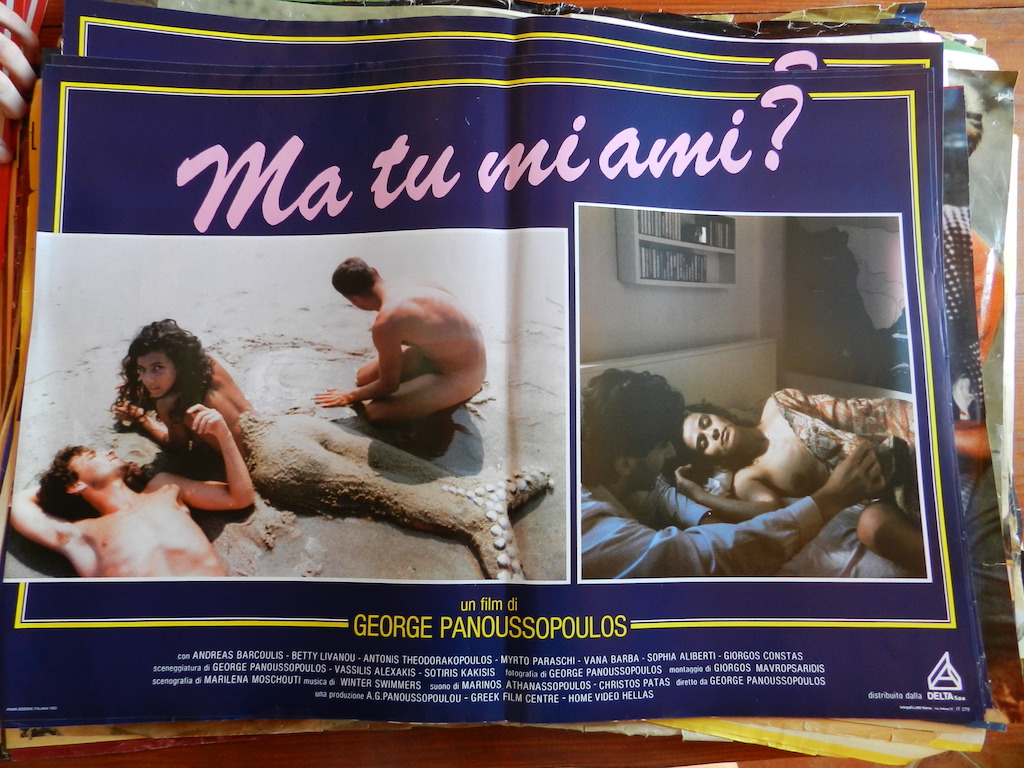 Ma tu mi ami?
un film di
GEORGE PANOUSSOPOULOS
con ANDREAS BARCOULIS - BETTY LIVANOU - ANTONIS THEODORAKOPOULOS - MYRTO PARASCHI - VANA BARBA - SOPHIA ALIBERTI - GIORGOS CONSTAS
sceneggiatura di GEORGE PANOUSSOPOULOS - VASSILIS ALEXAKIS - SOTIRIS KAKISIS fotografia di GEORGE PANOUSSOPOULOS montaggio di GIORGOS MAVROPSARIDIS
scenografia di MARILENA MOSCHOUTI musica di WINTER SWIMMERS suono di MARINOS ATHANASSOPOULOS - CHRISTOS PATAS diretto da GEORGE PANOUSSOPOULOS
una produzione A.G.PANOUSSOPOULOU - GREEK FILM CENTRE - HOME VIDEO HELLAS
distribuito dalla DELTA S.p.A.